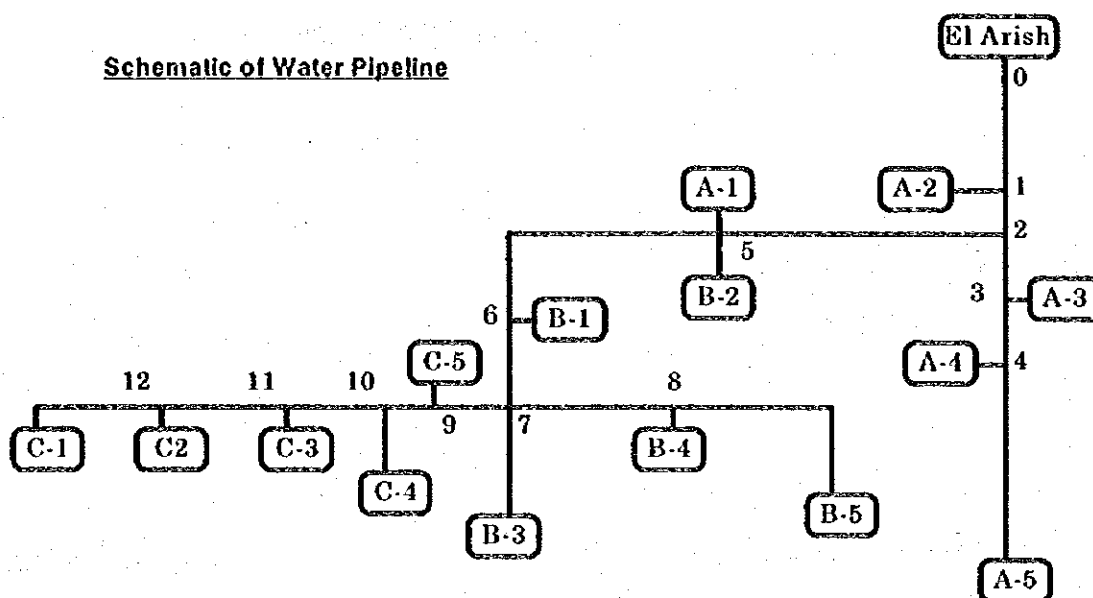 El Arish
Schematic of Water Pipeline
0
A-1
A-2
1
2
5
B-2
3
A-3
6
B-1
C-5
A-4
4
12
11
10
8
9
7
C-1
C2
C-3
B-4
C-4
B-3
B-5
A-5